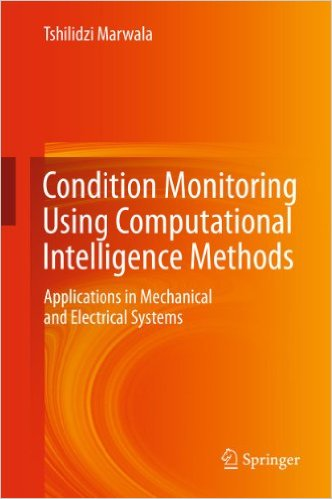 Tshilidzi Marwala
Condition Monitoring
Using Computational
Intelligence Methods
Applications in Mechanical
and Electrical Systems
Springer